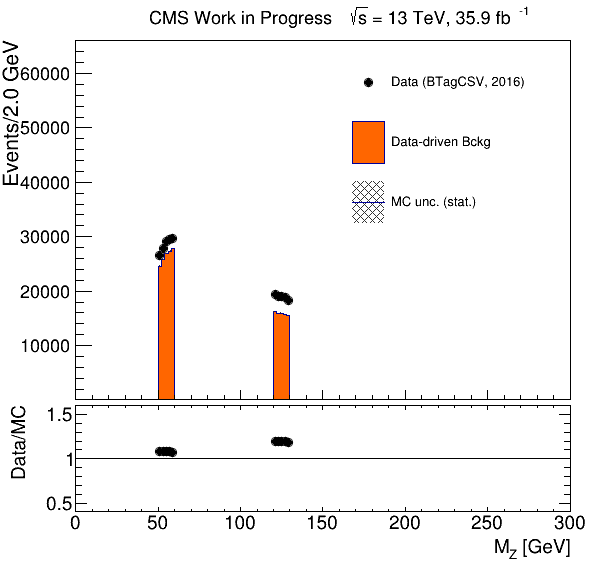 CMS Work in Progress √s = 13 TeV, 35.9 fb⁻¹
Events/2.0 GeV
60000
50000
40000
30000
20000
10000
Data (BTagCSV, 2016)
Data-driven Bckg
MC unc. (stat.)
Data/MC
1.5
1
0.5
0 50 100 150 200 250 300
M_Z [GeV]